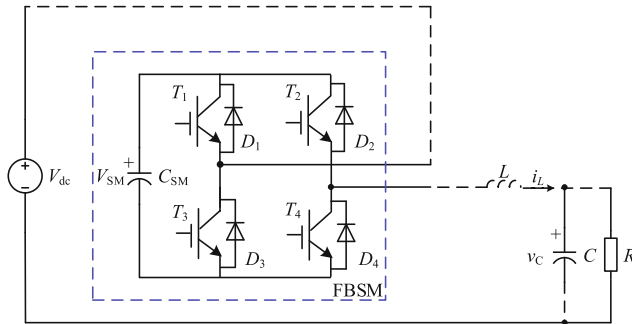 T1
T2
D1
D2
+
VSM
CSM
+
−
Vdc
T3
T4
D3
D4
FBSM
L
iL
+
vC
C
R